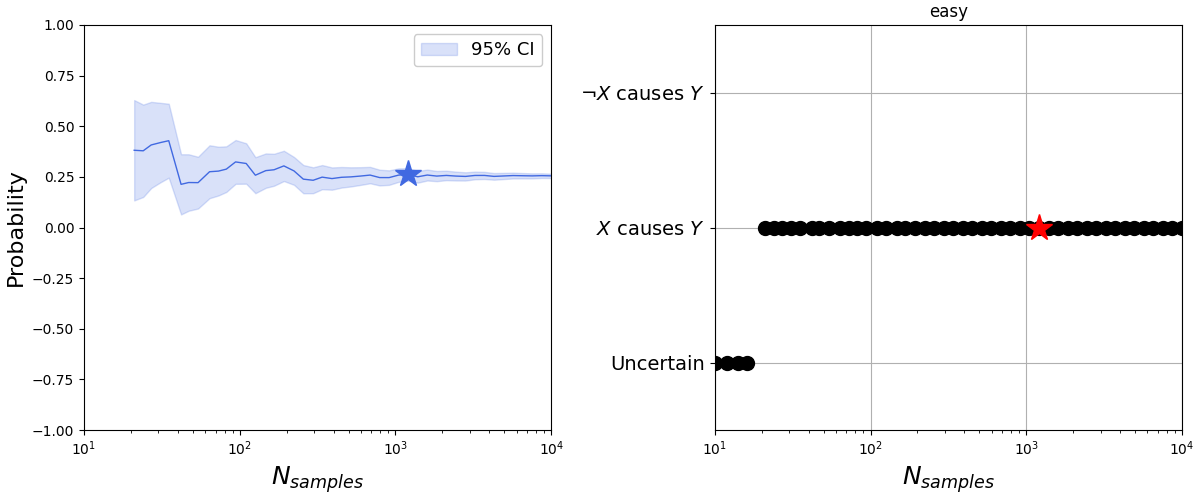 1.00
0.75
0.50
0.25
0.00
−0.25
−0.50
−0.75
−1.00
Probability
95% CI
10¹
10²
10³
10⁴
N_samples
easy
¬X causes Y
X causes Y
Uncertain
10¹
10²
10³
10⁴
N_samples